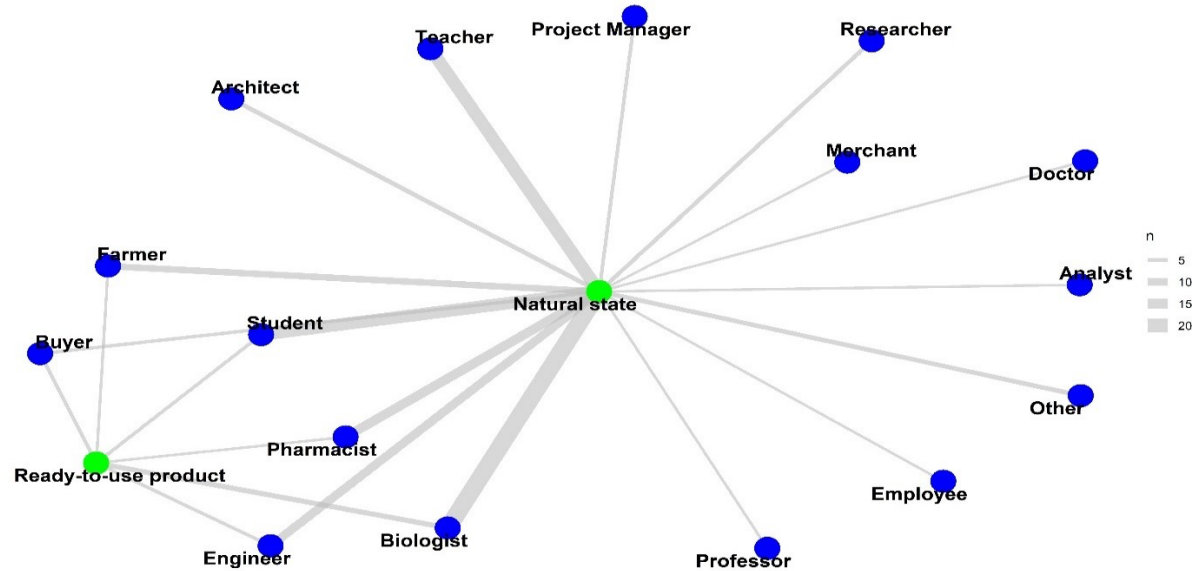 Project Manager
Researcher
Teacher
Architect
Merchant
Doctor
Farmer
Analyst
n
5
10
15
20
Natural state
Student
Buyer
Other
Pharmacist
Ready-to-use product
Employee
Biologist
Engineer
Professor